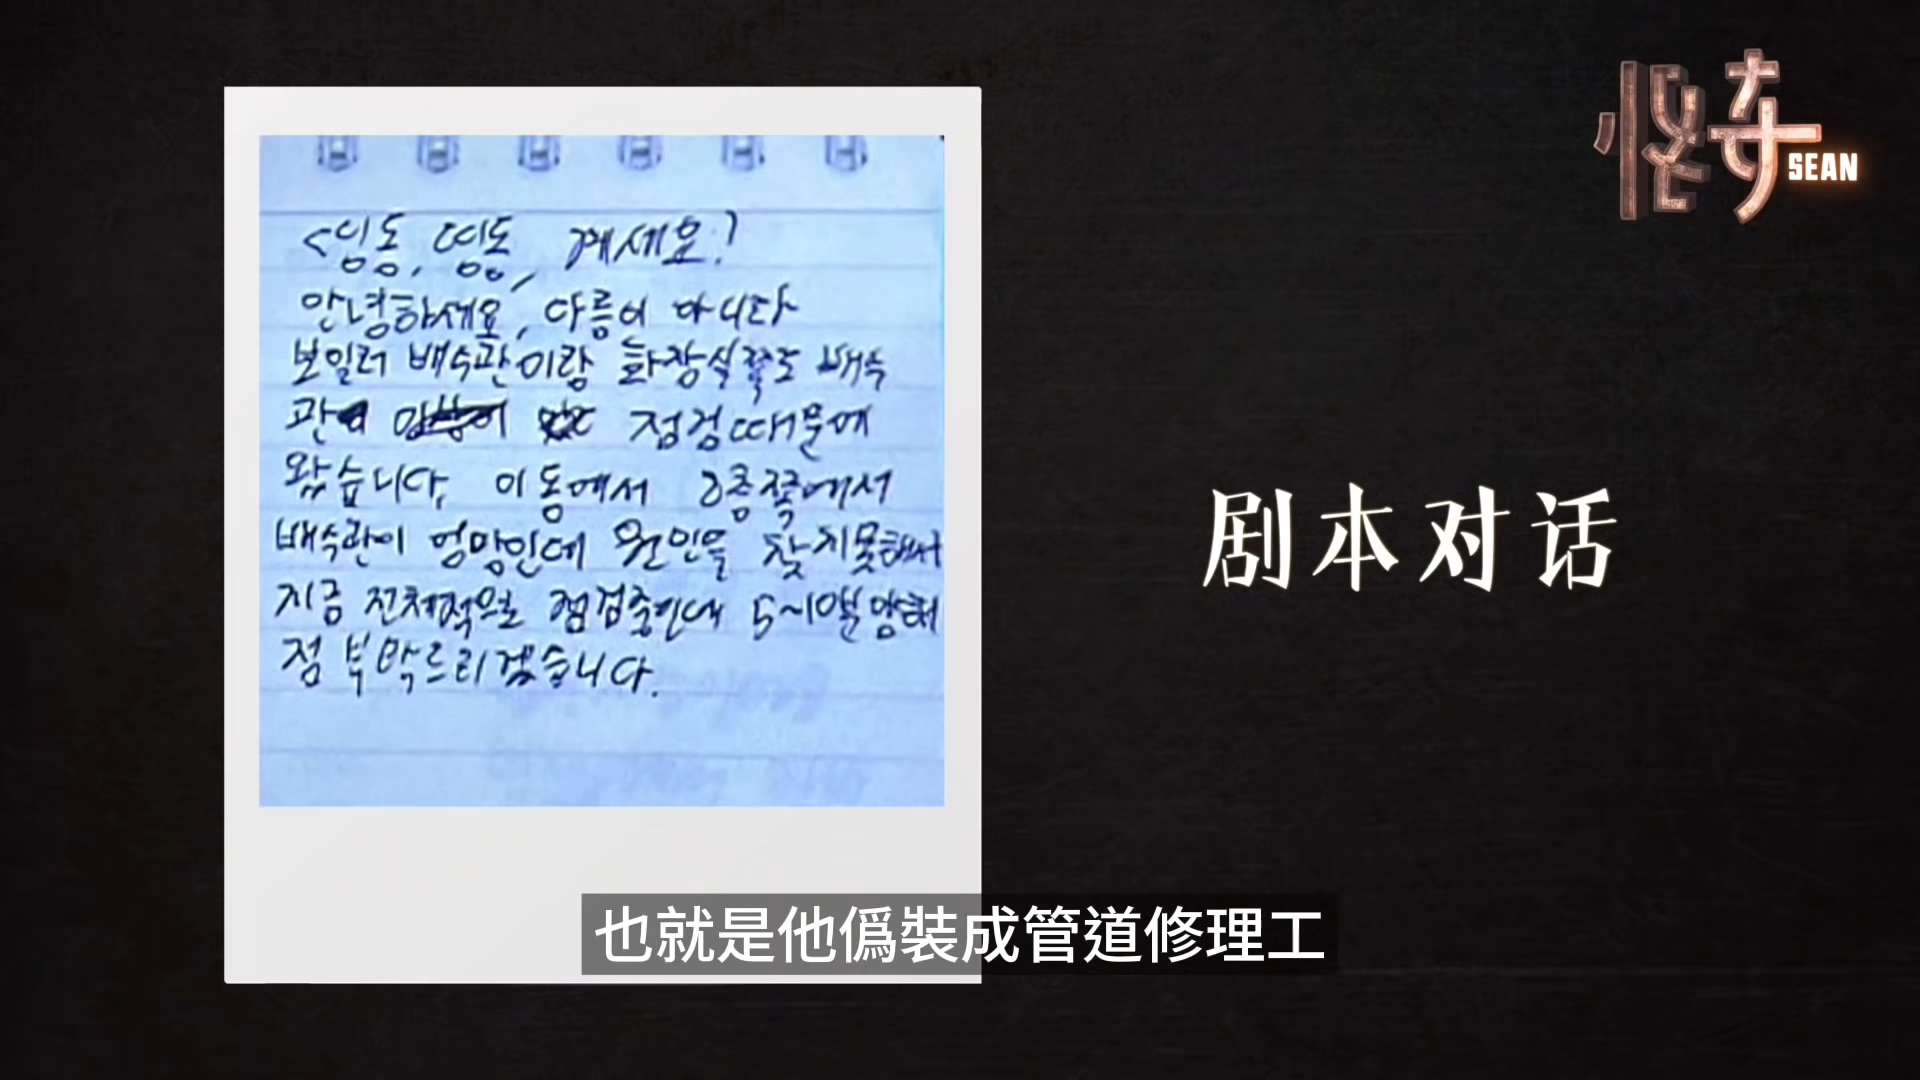 怪奇
SEAN
<띵동, 띵동, 계세요?
안녕하세요, 다름이 아니라
보일러 배수관이랑 화장실쪽도 배수
관 점검때문에
왔습니다. 이 동에서 2층쪽에서
배수관이 엉망인데 원인을 찾지못해서
지금 전체적으로 점검중인데 5~10분 양해
점 부탁드리겠습니다.
剧本对话
也就是他僞裝成管道修理工